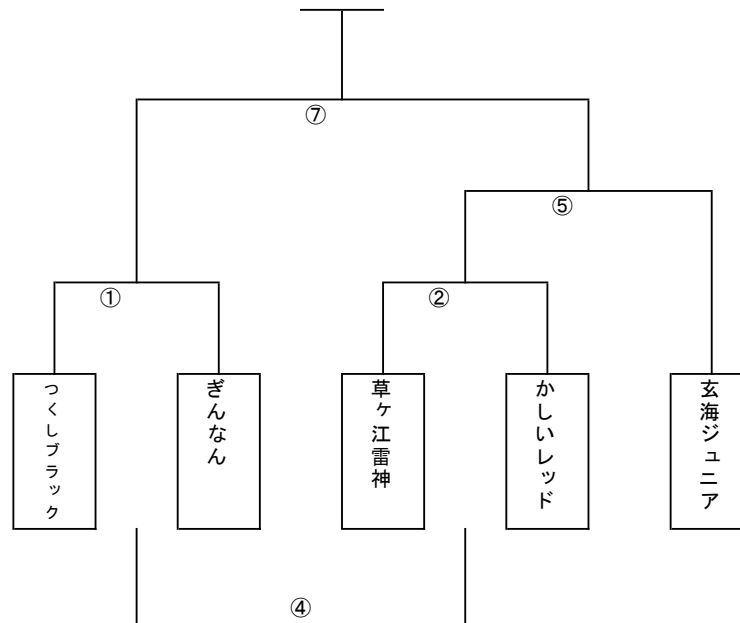 ⑦
⑤
①
②
つくしブラック
ぎんなん
草ヶ江雷神
かしいレッド
玄海ジュニア
④